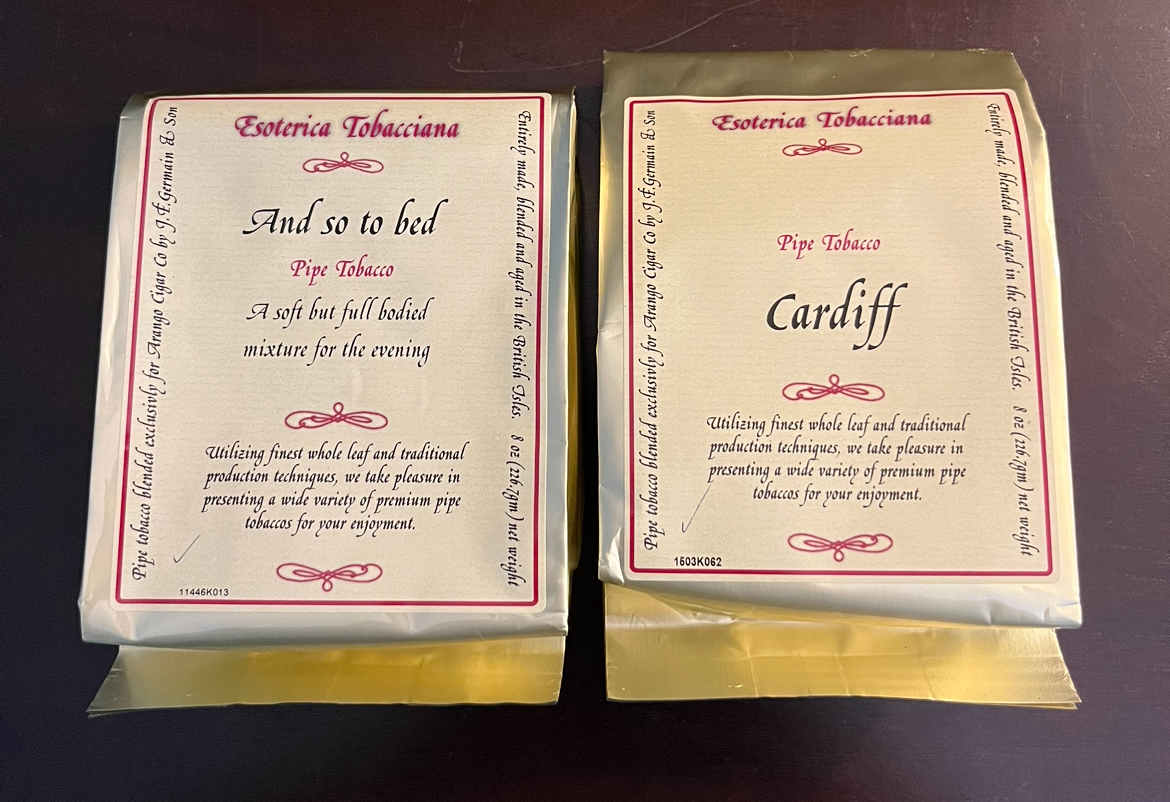 Esoterica Tobacciana
And so to bed
Pipe Tobacco
A soft but full bodied
mixture for the evening
Utilizing finest whole leaf and traditional
production techniques, we take pleasure in
presenting a wide variety of premium pipe
tobaccos for your enjoyment.
11446K013
Pipe tobacco blended exclusivly for Arango Cigar Co by J.F.Germain & Son
Entirely made, blended and aged in the British Isles. 8 oz (226.7gm) net weight
Esoterica Tobacciana
Pipe Tobacco
Cardiff
Utilizing finest whole leaf and traditional
production techniques, we take pleasure in
presenting a wide variety of premium pipe
tobaccos for your enjoyment.
1503K062
Pipe tobacco blended exclusivly for Arango Cigar Co by J.F.Germain & Son
Entirely made, blended and aged in the British Isles. 8 oz (226.7gm) net weight